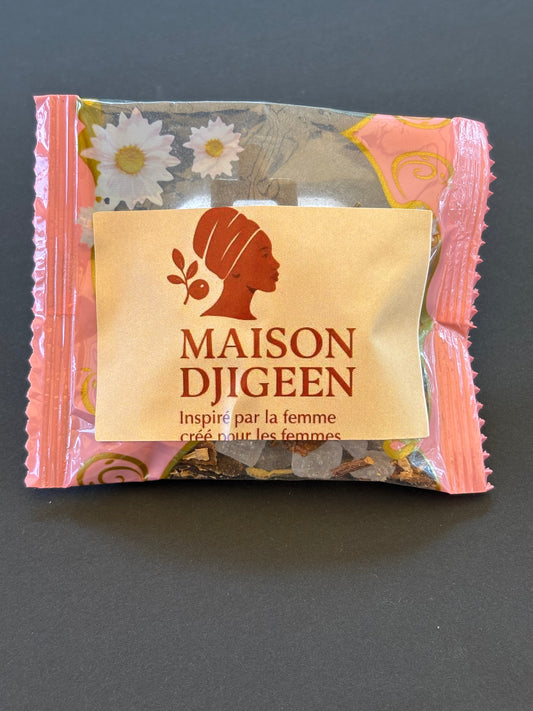 MAISON
DJIGEEN
Inspiré par la femme
créé pour les femmes